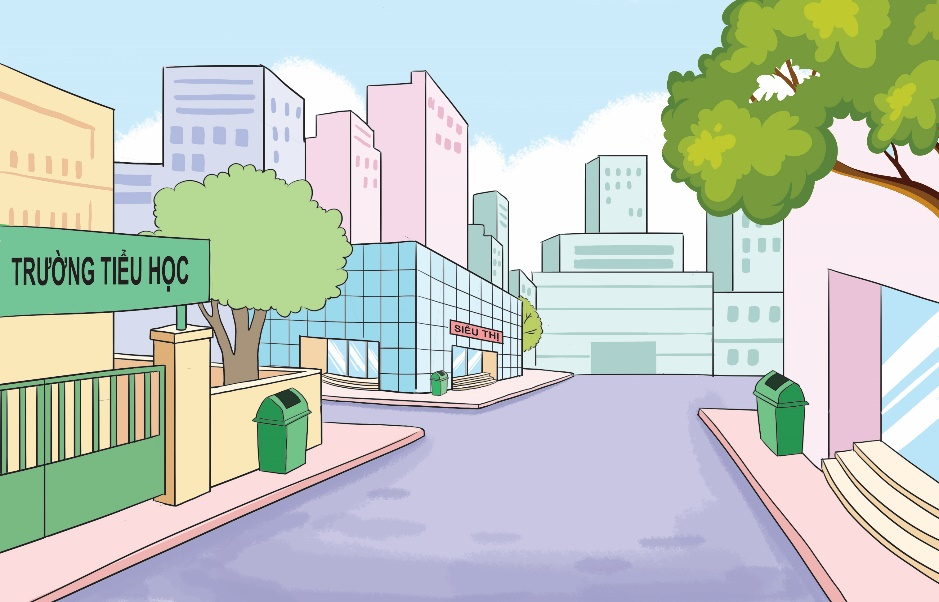 TRƯỜNG TIỂU HỌC
SIÊU THỊ